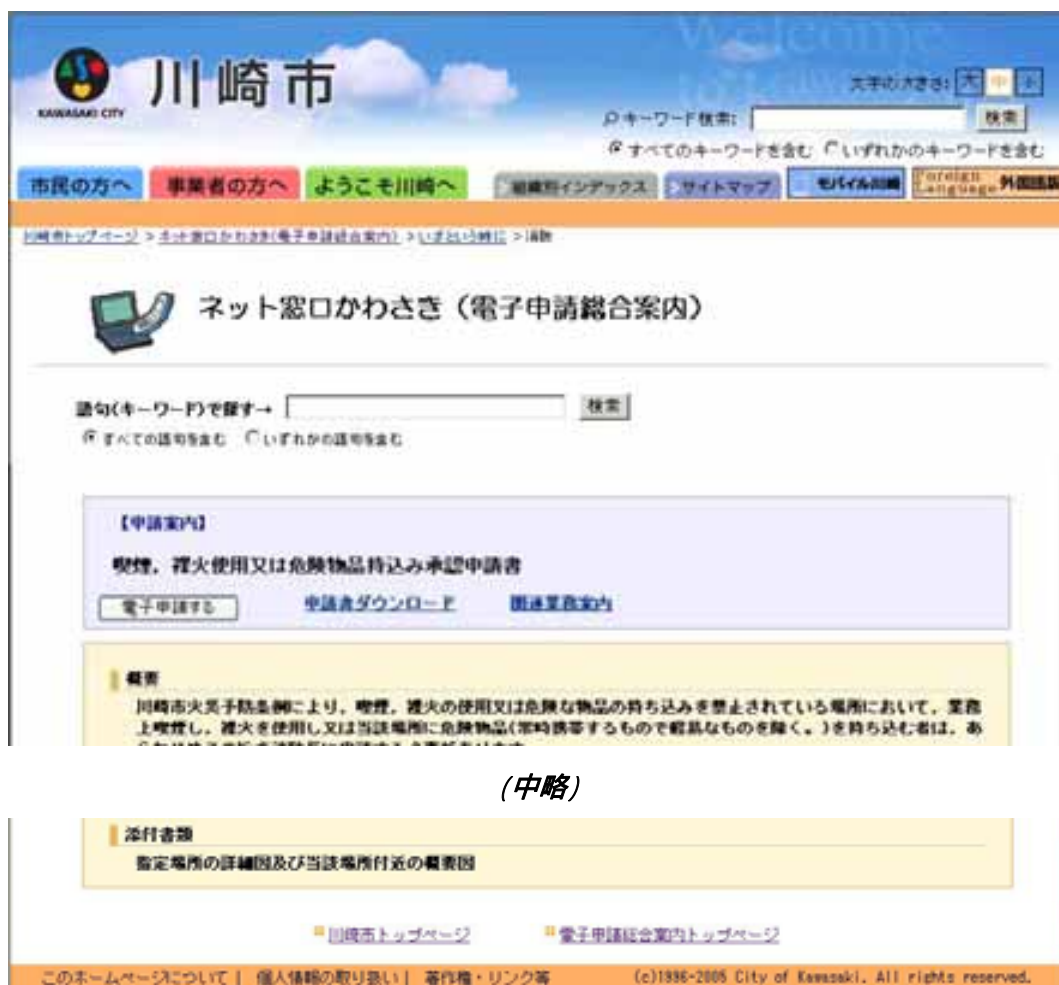 Welcome
川崎市
KAWASAKI CITY
文字の大きさ: 大 中 小
キーワード検索: 検索
すべてのキーワードを含む いずれかのキーワードを含む
市民の方へ 事業者の方へ ようこそ川崎へ 組織別インデックス サイトマップ モバイル川崎 Foreign Language 外国語版
川崎市トップページ > ネット窓口かわさき(電子申請総合案内) > いざという時に > 消防
ネット窓口かわさき（電子申請総合案内）
語句(キーワード)で探す→ 検索
すべての語句を含む いずれかの語句を含む
【申請案内】
喫煙，裸火使用又は危険物品持込み承認申請書
電子申請する 申請書ダウンロード 関連業務案内
概要
川崎市火災予防条例により，喫煙，裸火の使用又は危険な物品の持ち込みを禁止されている場所において，業務
上喫煙し，裸火を使用し又は当該場所に危険物品(常時携帯するもので軽易なものを除く。)を持ち込む者は，あ
(中略)
添付書類
指定場所の詳細図及び当該場所付近の概要図
川崎市トップページ 電子申請総合案内トップページ
このホームページについて | 個人情報の取り扱い | 著作権・リンク等 (c)1996-2005 City of Kawasaki. All rights reserved.